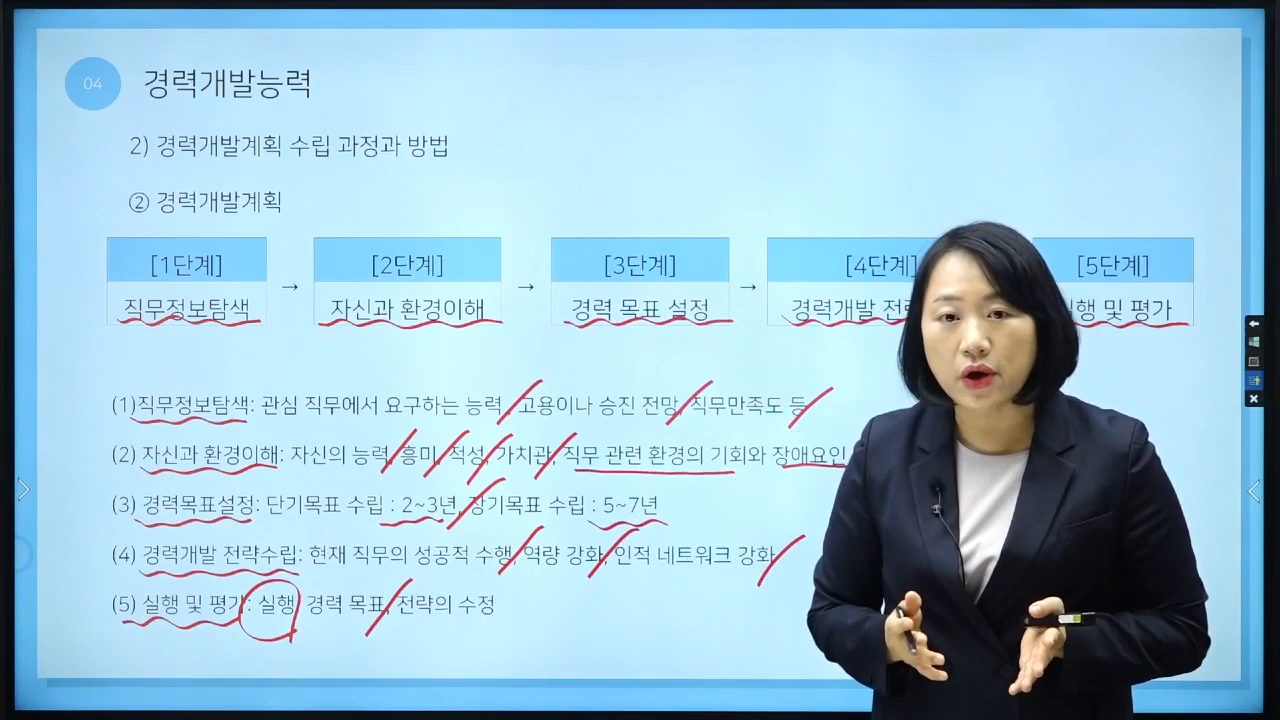 04 경력개발능력
2) 경력개발계획 수립 과정과 방법
② 경력개발계획
[1단계] [2단계] [3단계] [4단계] [5단계]
직무정보탐색 → 자신과 환경이해 → 경력 목표 설정 → 경력개발 및 평가
(1)직무정보탐색: 관심 직무에서 요구하는 능력, 고용이나 승진 전망, 직무만족도 등
(2) 자신과 환경이해: 자신의 능력, 흥미, 적성, 가치관, 직무 관련 환경의 기회와 장애요인
(3) 경력목표설정: 단기목표 수립 : 2~3년, 장기목표 수립 : 5~7년
(4) 경력개발 전략수립: 현재 직무의 성공적 수행, 역량 강화, 인적 네트워크 강화
(5) 실행 및 평가: 실행, 경력 목표, 전략의 수정